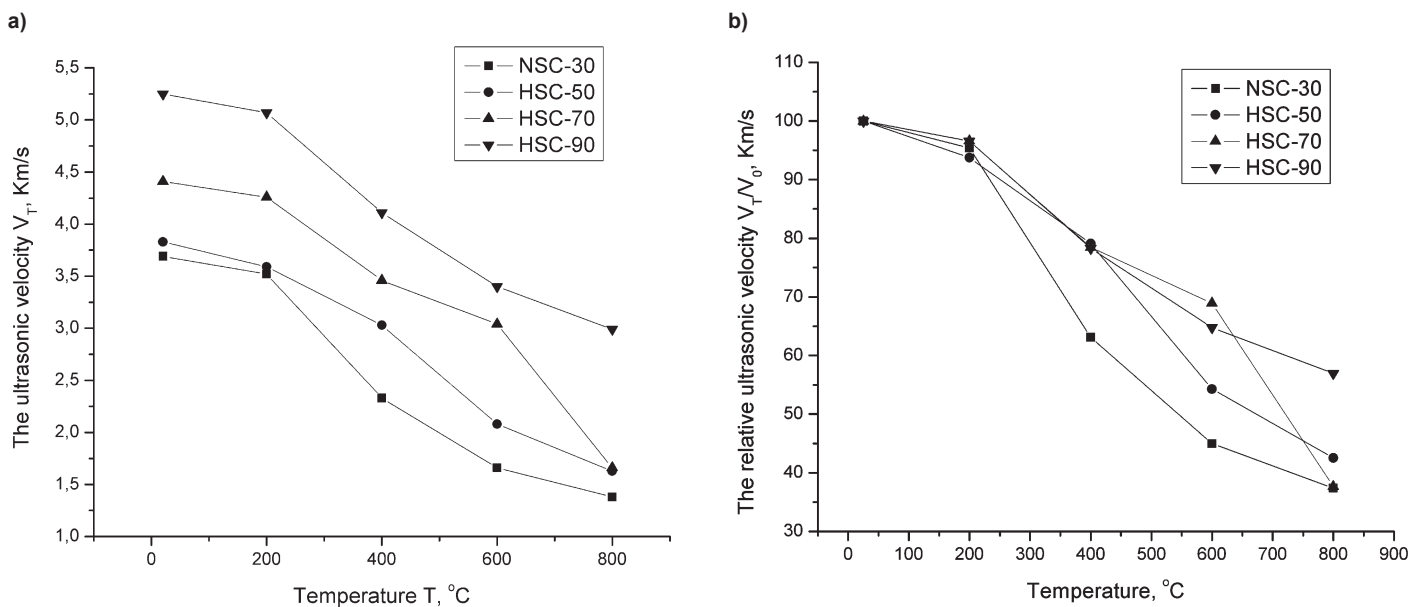 a)
NSC-30
HSC-50
HSC-70
HSC-90
5,5
5,0
4,5
4,0
3,5
3,0
2,5
2,0
1,5
1,0
The ultrasonic velocity V_T, Km/s
0 200 400 600 800
Temperature T, °C
b)
NSC-30
HSC-50
HSC-70
HSC-90
110
100
90
80
70
60
50
40
30
The relative ultrasonic velocity V_T/V_0, Km/s
0 100 200 300 400 500 600 700 800 900
Temperature, °C